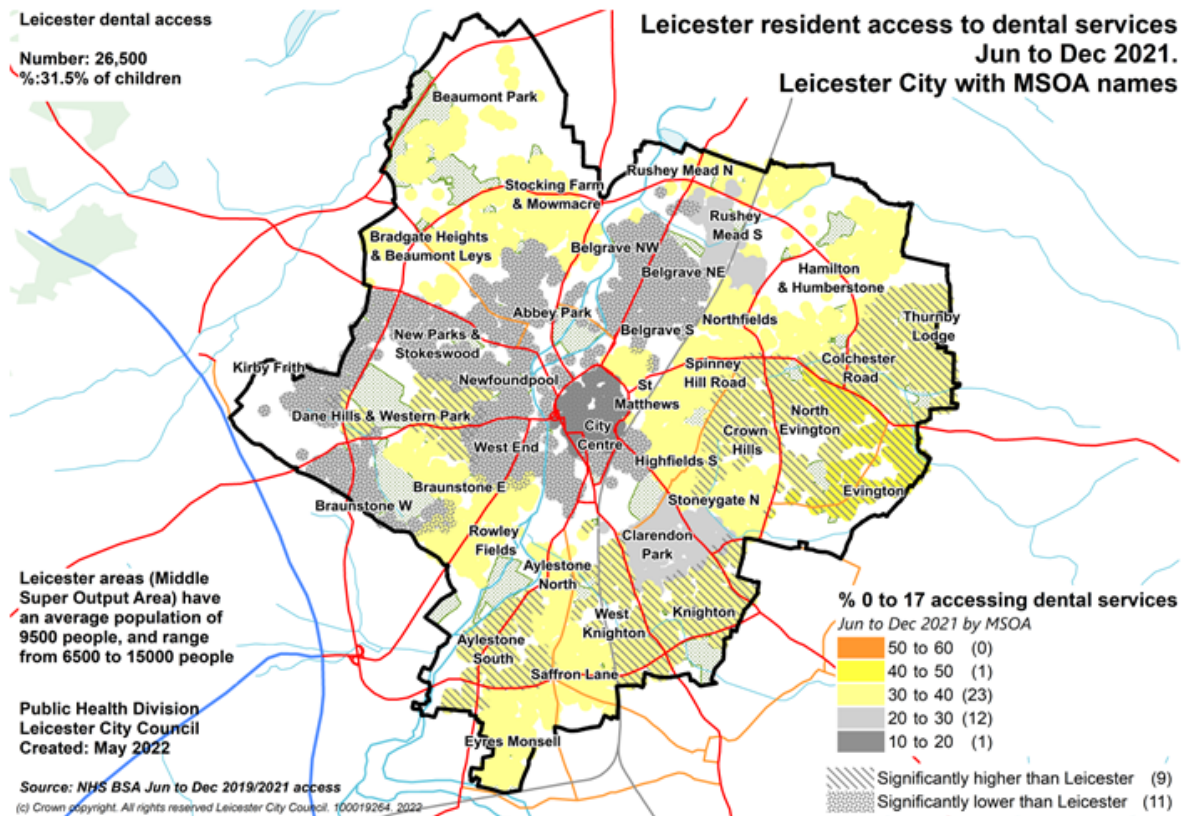 Leicester dental access
Number: 26,500
%:31.5% of children
Leicester resident access to dental services
Jun to Dec 2021.
Leicester City with MSOA names
Beaumont Park
Rushey Mead N
Stocking Farm
& Mowmacre
Rushey
Mead S
Bradgate Heights
& Beaumont Leys
Belgrave NW
Belgrave NE
Hamilton
& Humberstone
Abbey Park
Belgrave S
Northfields
Thurnby
Lodge
New Parks &
Stokeswood
Kirby Frith
Newfoundpool
Spinney
Hill Road
Colchester
Road
St
Matthews
Dane Hills & Western Park
North
Evington
City
Centre
Crown
Hills
West End
Highfields S
Braunstone E
Stoneygate N
Evington
Braunstone W
Rowley
Fields
Clarendon
Park
Aylestone
North
West
Knighton
Knighton
Aylestone
South
Saffron Lane
Eyres Monsell
Leicester areas (Middle
Super Output Area) have
an average population of
9500 people, and range
from 6500 to 15000 people
Public Health Division
Leicester City Council
Created: May 2022
Source: NHS BSA Jun to Dec 2019/2021 access
(c) Crown copyright. All rights reserved Leicester City Council. 100019264. 2022
% 0 to 17 accessing dental services
Jun to Dec 2021 by MSOA
50 to 60 (0)
40 to 50 (1)
30 to 40 (23)
20 to 30 (12)
10 to 20 (1)
Significantly higher than Leicester (9)
Significantly lower than Leicester (11)